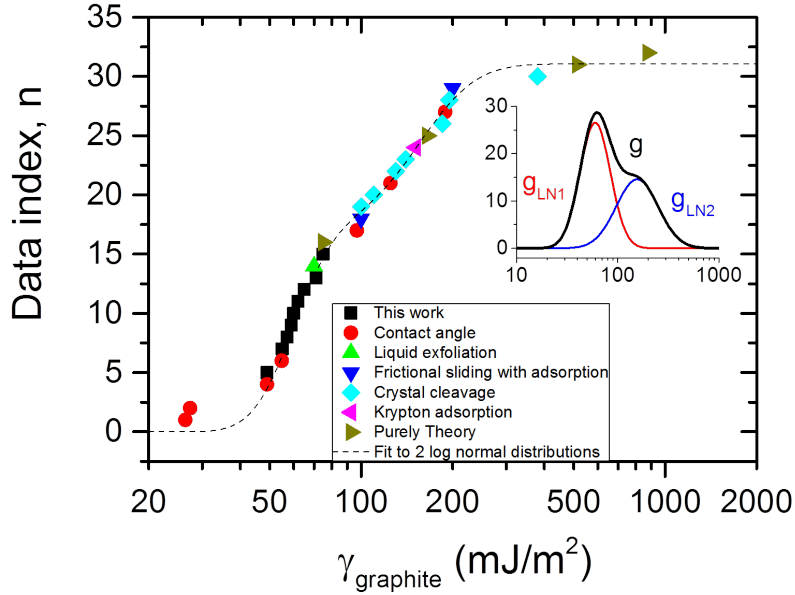 35
30
25
20
15
10
5
0
Data index, n
20
50
100
200
500
1000
2000
γgraphite (mJ/m²)
This work
Contact angle
Liquid exfoliation
Frictional sliding with adsorption
Crystal cleavage
Krypton adsorption
Purely Theory
Fit to 2 log normal distributions
30
20
10
0
10
100
1000
g
gLN1
gLN2